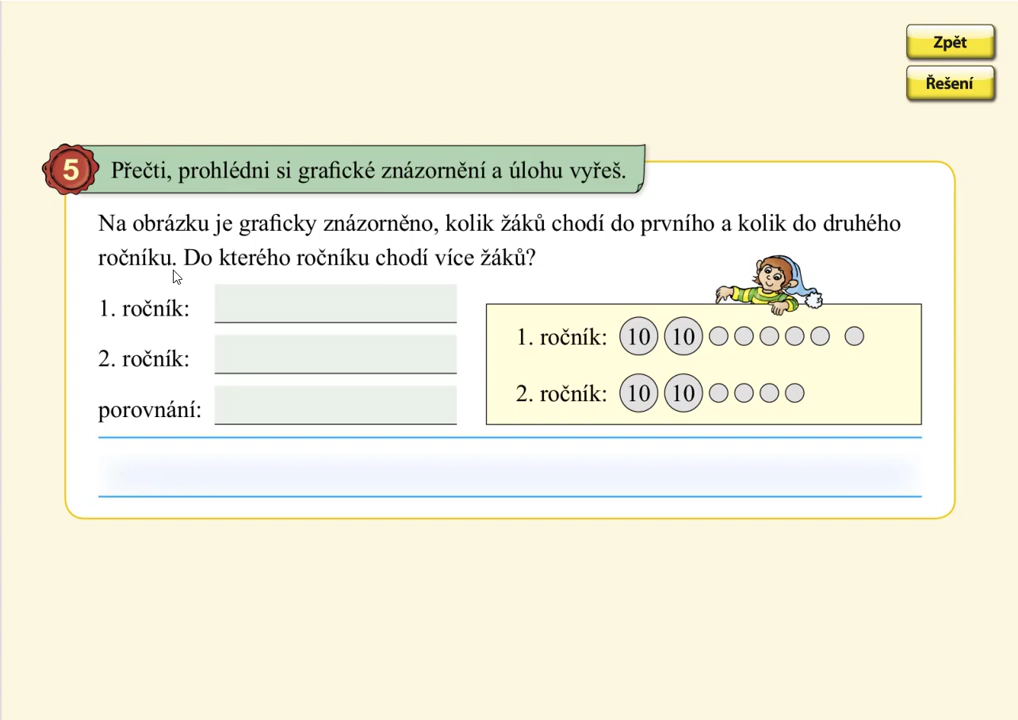 Zpět
Řešení
5 Přečti, prohlédni si grafické znázornění a úlohu vyřeš.
Na obrázku je graficky znázorněno, kolik žáků chodí do prvního a kolik do druhého
ročníku. Do kterého ročníku chodí více žáků?
1. ročník:
2. ročník:
porovnání:
1. ročník: 10 10
2. ročník: 10 10